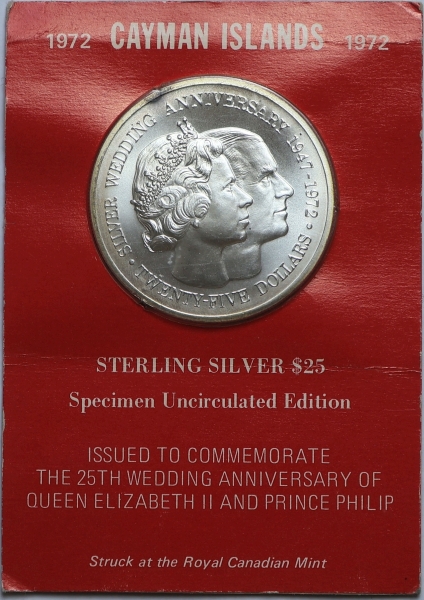 1972 CAYMAN ISLANDS 1972
SILVER WEDDING ANNIVERSARY 1947-1972
• TWENTY-FIVE DOLLARS •
STERLING SILVER $25
Specimen Uncirculated Edition
ISSUED TO COMMEMORATE
THE 25TH WEDDING ANNIVERSARY OF
QUEEN ELIZABETH II AND PRINCE PHILIP
Struck at the Royal Canadian Mint